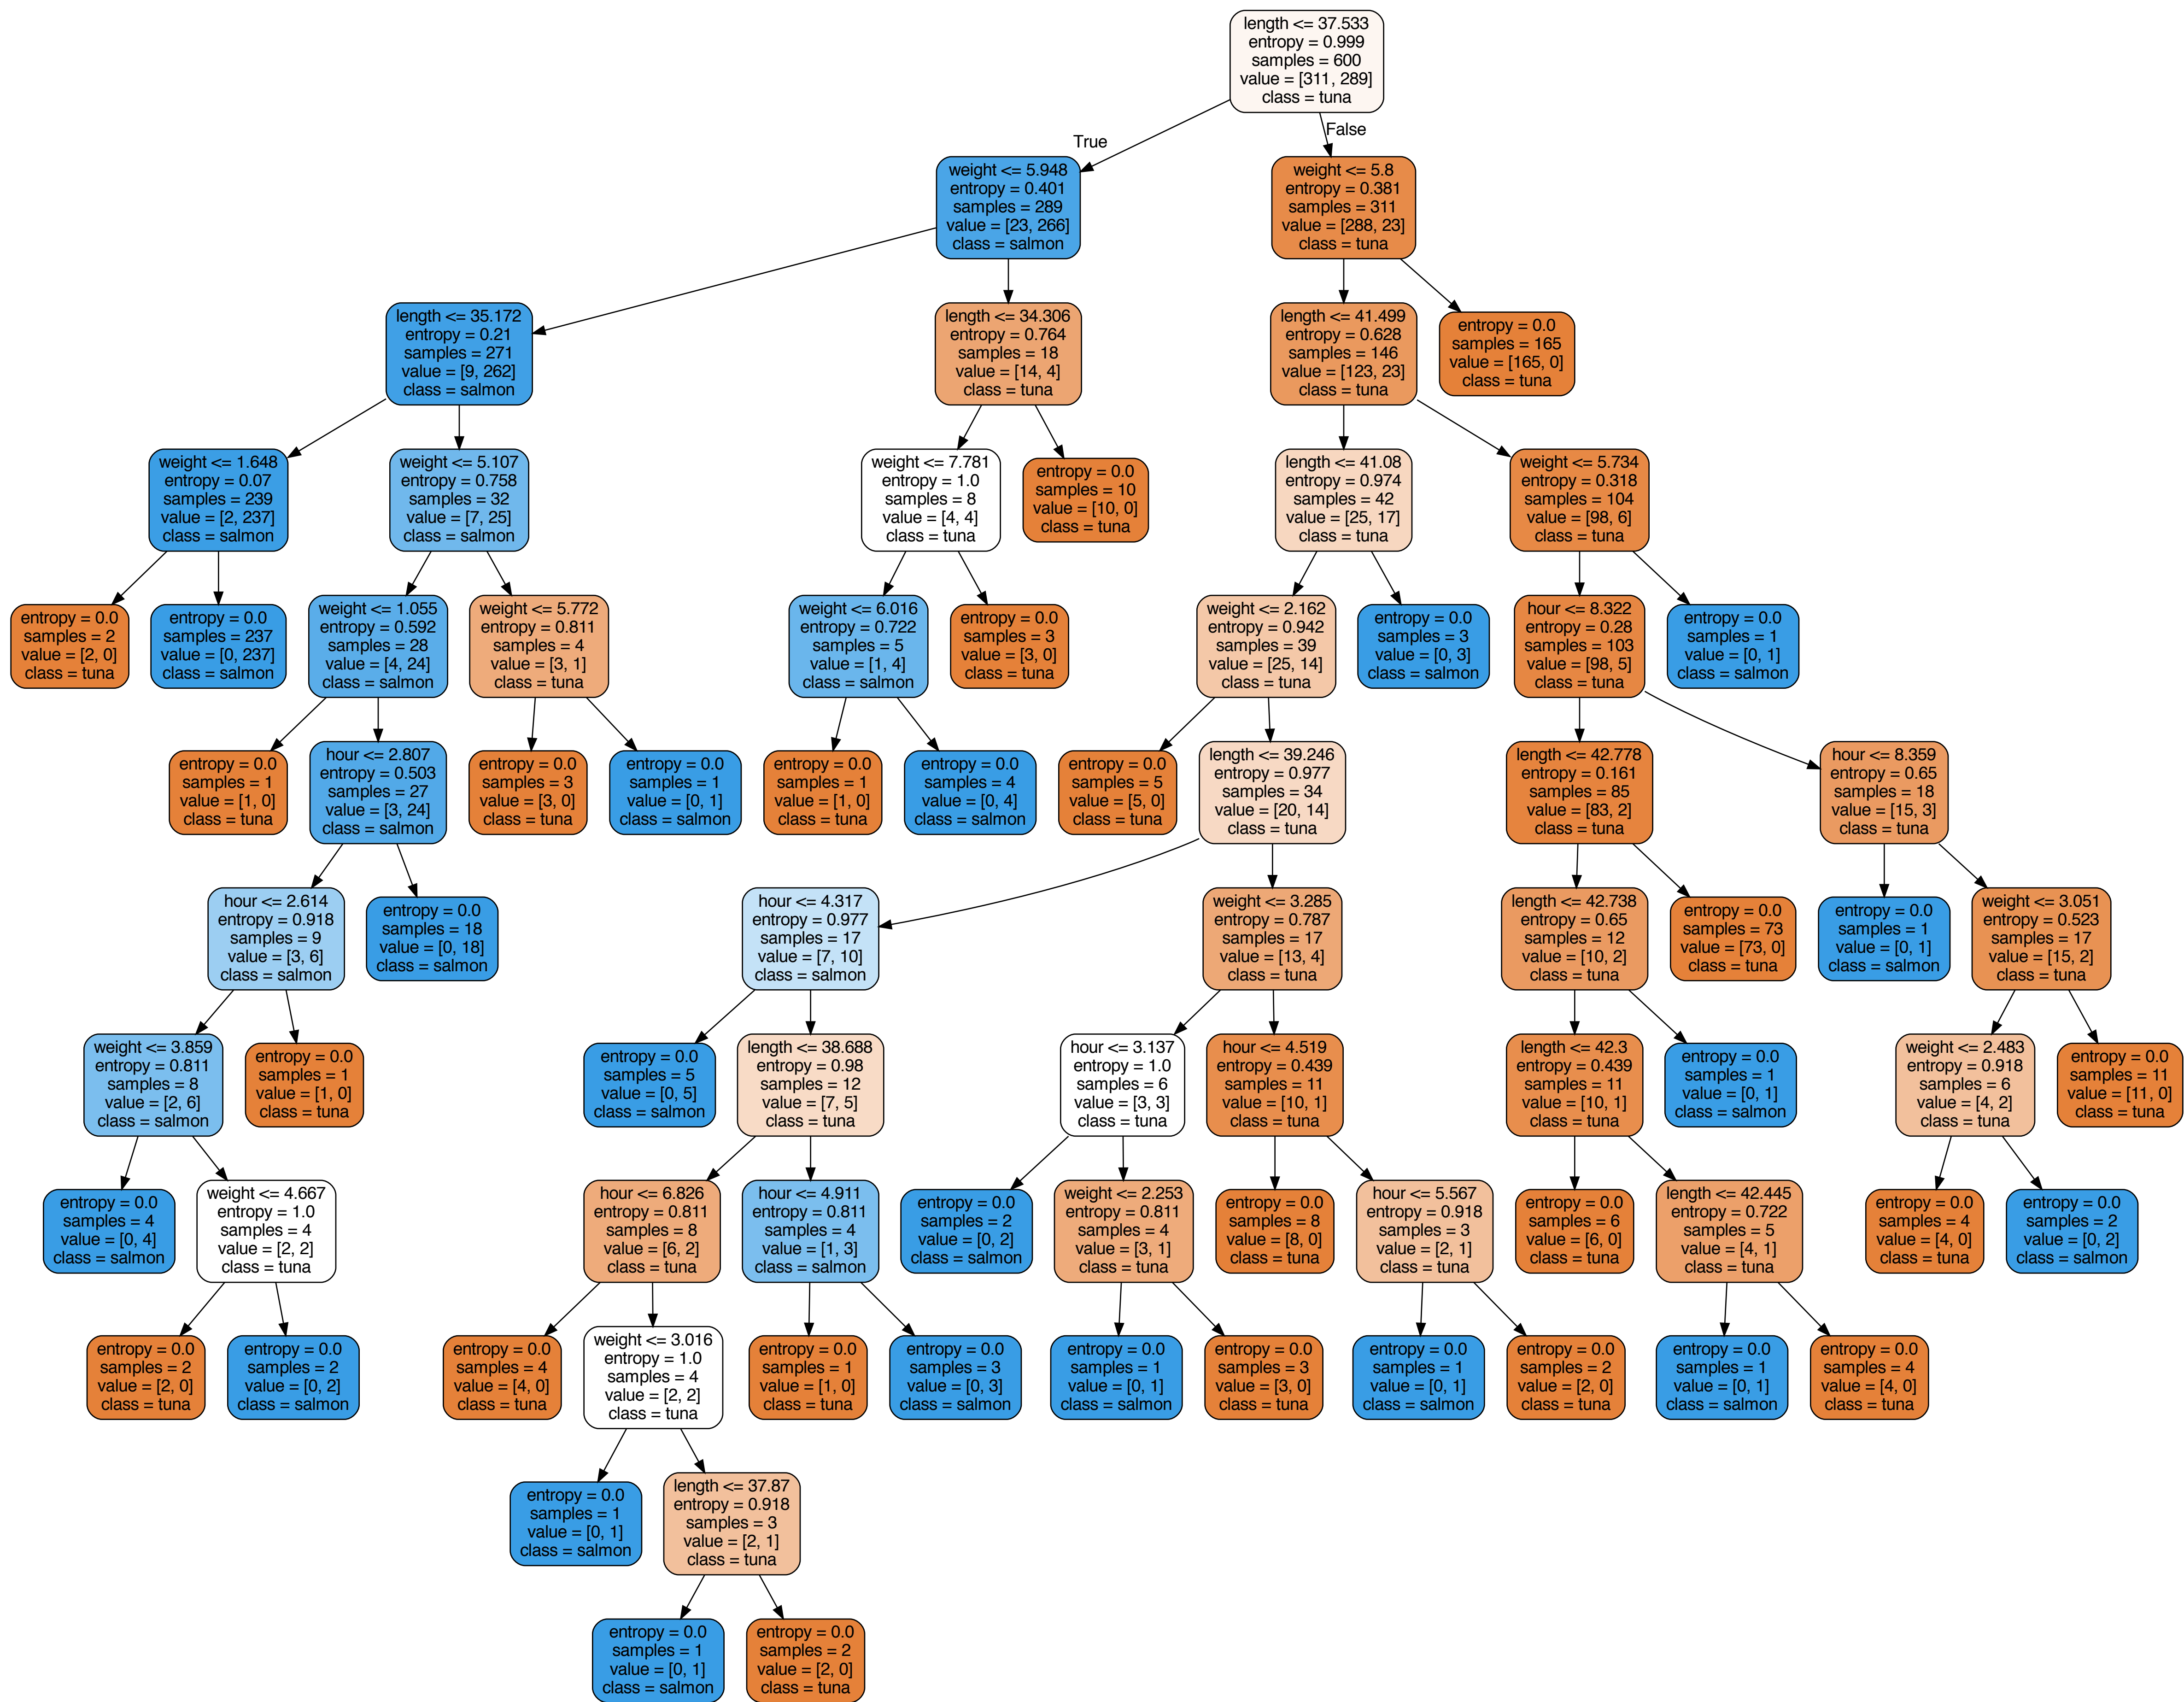 length <= 37.533
entropy = 0.999
samples = 600
value = [311, 289]
class = tuna
True
False
weight <= 5.948
entropy = 0.401
samples = 289
value = [23, 266]
class = salmon
weight <= 5.8
entropy = 0.381
samples = 311
value = [288, 23]
class = tuna
length <= 35.172
entropy = 0.21
samples = 271
value = [9, 262]
class = salmon
length <= 34.306
entropy = 0.764
samples = 18
value = [14, 4]
class = tuna
length <= 41.499
entropy = 0.628
samples = 146
value = [123, 23]
class = tuna
entropy = 0.0
samples = 165
value = [165, 0]
class = tuna
weight <= 1.648
entropy = 0.07
samples = 239
value = [2, 237]
class = salmon
weight <= 5.107
entropy = 0.758
samples = 32
value = [7, 25]
class = salmon
weight <= 7.781
entropy = 1.0
samples = 8
value = [4, 4]
class = tuna
entropy = 0.0
samples = 10
value = [10, 0]
class = tuna
length <= 41.08
entropy = 0.974
samples = 42
value = [25, 17]
class = tuna
weight <= 5.734
entropy = 0.318
samples = 104
value = [98, 6]
class = tuna
entropy = 0.0
samples = 2
value = [2, 0]
class = tuna
entropy = 0.0
samples = 237
value = [0, 237]
class = salmon
weight <= 1.055
entropy = 0.592
samples = 28
value = [4, 24]
class = salmon
weight <= 5.772
entropy = 0.811
samples = 4
value = [3, 1]
class = tuna
weight <= 6.016
entropy = 0.722
samples = 5
value = [1, 4]
class = salmon
entropy = 0.0
samples = 3
value = [3, 0]
class = tuna
weight <= 2.162
entropy = 0.942
samples = 39
value = [25, 14]
class = tuna
entropy = 0.0
samples = 3
value = [0, 3]
class = salmon
hour <= 8.322
entropy = 0.28
samples = 103
value = [98, 5]
class = tuna
entropy = 0.0
samples = 1
value = [0, 1]
class = salmon
entropy = 0.0
samples = 1
value = [1, 0]
class = tuna
hour <= 2.807
entropy = 0.503
samples = 27
value = [3, 24]
class = salmon
entropy = 0.0
samples = 3
value = [3, 0]
class = tuna
entropy = 0.0
samples = 1
value = [0, 1]
class = salmon
entropy = 0.0
samples = 1
value = [1, 0]
class = tuna
entropy = 0.0
samples = 4
value = [0, 4]
class = salmon
entropy = 0.0
samples = 5
value = [5, 0]
class = tuna
length <= 39.246
entropy = 0.977
samples = 34
value = [20, 14]
class = tuna
length <= 42.778
entropy = 0.161
samples = 85
value = [83, 2]
class = tuna
hour <= 8.359
entropy = 0.65
samples = 18
value = [15, 3]
class = tuna
hour <= 2.614
entropy = 0.918
samples = 9
value = [3, 6]
class = salmon
entropy = 0.0
samples = 18
value = [0, 18]
class = salmon
hour <= 4.317
entropy = 0.977
samples = 17
value = [7, 10]
class = salmon
weight <= 3.285
entropy = 0.787
samples = 17
value = [13, 4]
class = tuna
length <= 42.738
entropy = 0.65
samples = 12
value = [10, 2]
class = tuna
entropy = 0.0
samples = 73
value = [73, 0]
class = tuna
entropy = 0.0
samples = 1
value = [0, 1]
class = salmon
weight <= 3.051
entropy = 0.523
samples = 17
value = [15, 2]
class = tuna
weight <= 3.859
entropy = 0.811
samples = 8
value = [2, 6]
class = salmon
entropy = 0.0
samples = 1
value = [1, 0]
class = tuna
entropy = 0.0
samples = 5
value = [0, 5]
class = salmon
length <= 38.688
entropy = 0.98
samples = 12
value = [7, 5]
class = tuna
hour <= 3.137
entropy = 1.0
samples = 6
value = [3, 3]
class = tuna
hour <= 4.519
entropy = 0.439
samples = 11
value = [10, 1]
class = tuna
length <= 42.3
entropy = 0.439
samples = 11
value = [10, 1]
class = tuna
entropy = 0.0
samples = 1
value = [0, 1]
class = salmon
weight <= 2.483
entropy = 0.918
samples = 6
value = [4, 2]
class = tuna
entropy = 0.0
samples = 11
value = [11, 0]
class = tuna
entropy = 0.0
samples = 4
value = [0, 4]
class = salmon
weight <= 4.667
entropy = 1.0
samples = 4
value = [2, 2]
class = tuna
hour <= 6.826
entropy = 0.811
samples = 8
value = [6, 2]
class = tuna
hour <= 4.911
entropy = 0.811
samples = 4
value = [1, 3]
class = salmon
entropy = 0.0
samples = 2
value = [0, 2]
class = salmon
weight <= 2.253
entropy = 0.811
samples = 4
value = [3, 1]
class = tuna
entropy = 0.0
samples = 8
value = [8, 0]
class = tuna
hour <= 5.567
entropy = 0.918
samples = 3
value = [2, 1]
class = tuna
entropy = 0.0
samples = 6
value = [6, 0]
class = tuna
length <= 42.445
entropy = 0.722
samples = 5
value = [4, 1]
class = tuna
entropy = 0.0
samples = 4
value = [4, 0]
class = tuna
entropy = 0.0
samples = 2
value = [0, 2]
class = salmon
entropy = 0.0
samples = 2
value = [2, 0]
class = tuna
entropy = 0.0
samples = 2
value = [0, 2]
class = salmon
entropy = 0.0
samples = 4
value = [4, 0]
class = tuna
weight <= 3.016
entropy = 1.0
samples = 4
value = [2, 2]
class = tuna
entropy = 0.0
samples = 1
value = [1, 0]
class = tuna
entropy = 0.0
samples = 3
value = [0, 3]
class = salmon
entropy = 0.0
samples = 1
value = [0, 1]
class = salmon
entropy = 0.0
samples = 3
value = [3, 0]
class = tuna
entropy = 0.0
samples = 1
value = [0, 1]
class = salmon
entropy = 0.0
samples = 2
value = [2, 0]
class = tuna
entropy = 0.0
samples = 1
value = [0, 1]
class = salmon
entropy = 0.0
samples = 4
value = [4, 0]
class = tuna
entropy = 0.0
samples = 1
value = [0, 1]
class = salmon
length <= 37.87
entropy = 0.918
samples = 3
value = [2, 1]
class = tuna
entropy = 0.0
samples = 1
value = [0, 1]
class = salmon
entropy = 0.0
samples = 2
value = [2, 0]
class = tuna